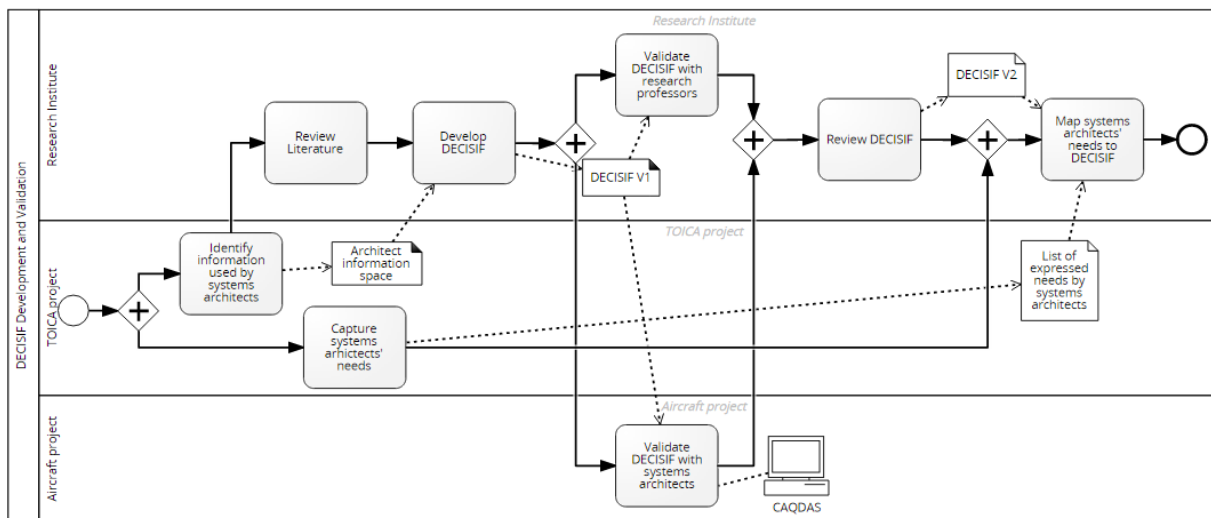 DECISIF Development and Validation
Research Institute
Research Institute
Validate
DECISIF with
research
professors
DECISIF V2
Review
Literature
Develop
DECISIF
Review DECISIF
Map systems
architects'
needs to
DECISIF
DECISIF V1
TOICA project
TOICA project
Identify
information
used by
systems
architects
Architect
information
space
List of
expressed
needs by
systems
architects
Capture
systems
arhictects'
needs
Aircraft project
Aircraft project
Validate
DECISIF with
systems
architects
CAQDAS